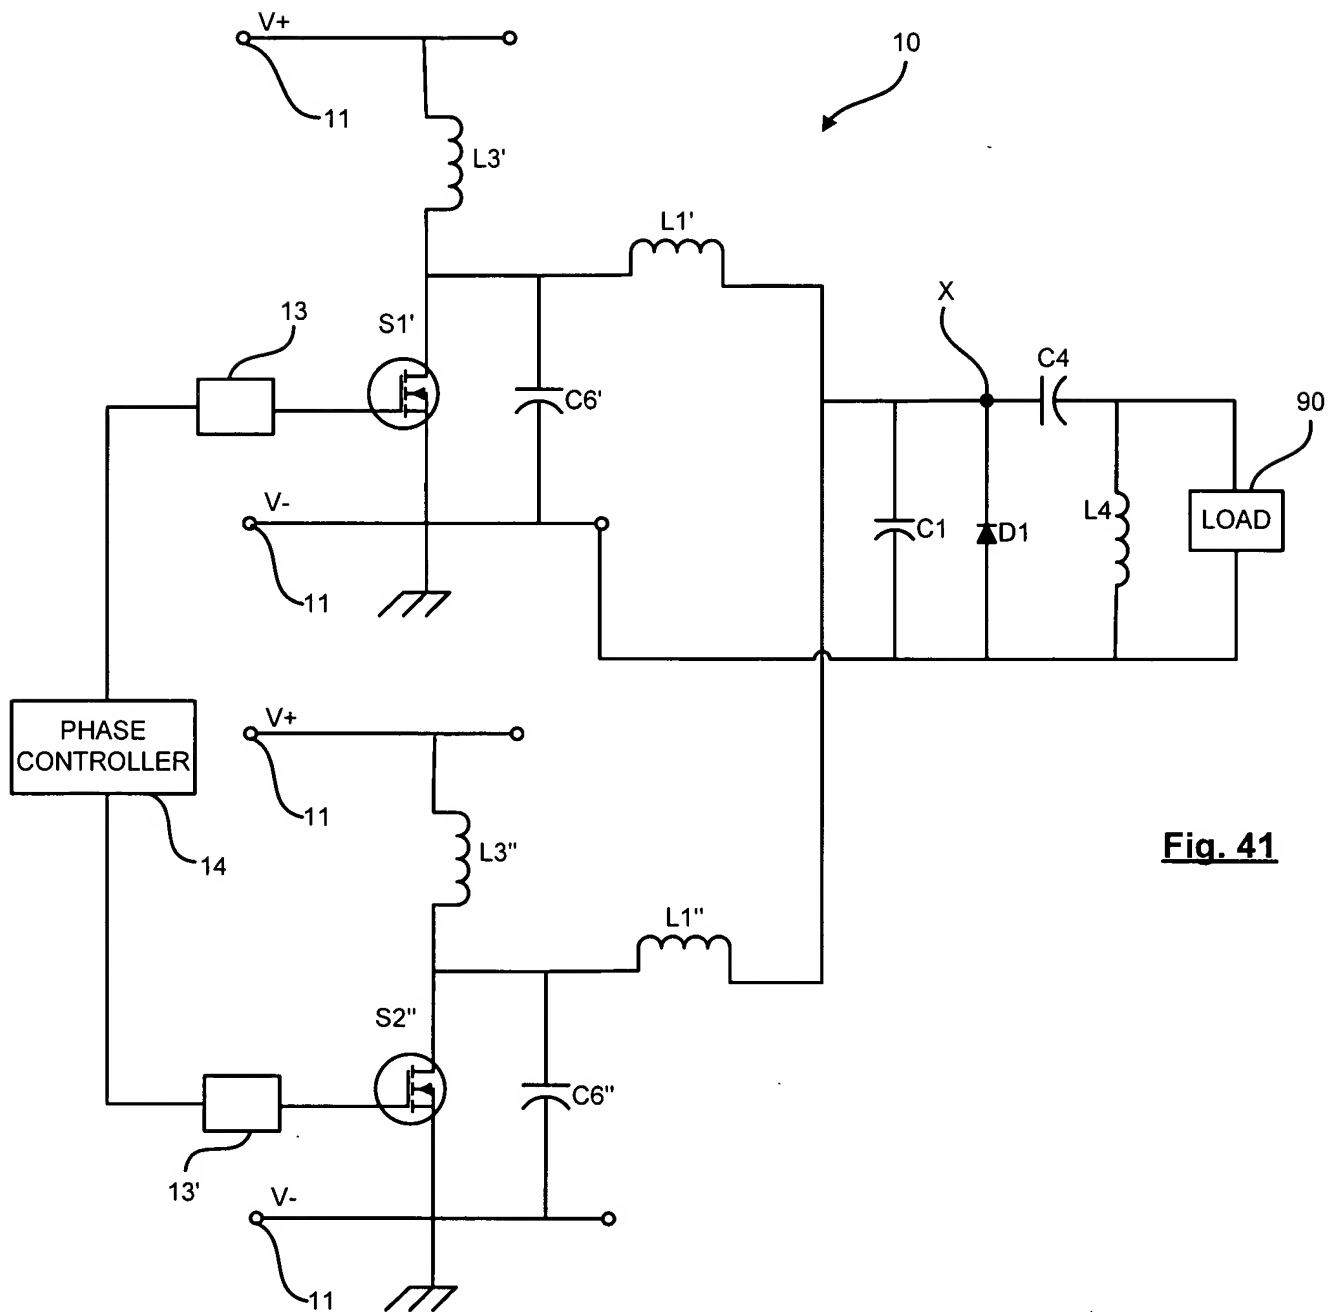 V+
10
11
L3'
L1'
13
S1'
X
C4
C6'
90
V-
L4
LOAD
C1
D1
11
PHASE
CONTROLLER
V+
11
14
L3"
Fig. 41
L1"
S2"
C6"
13'
V-
11